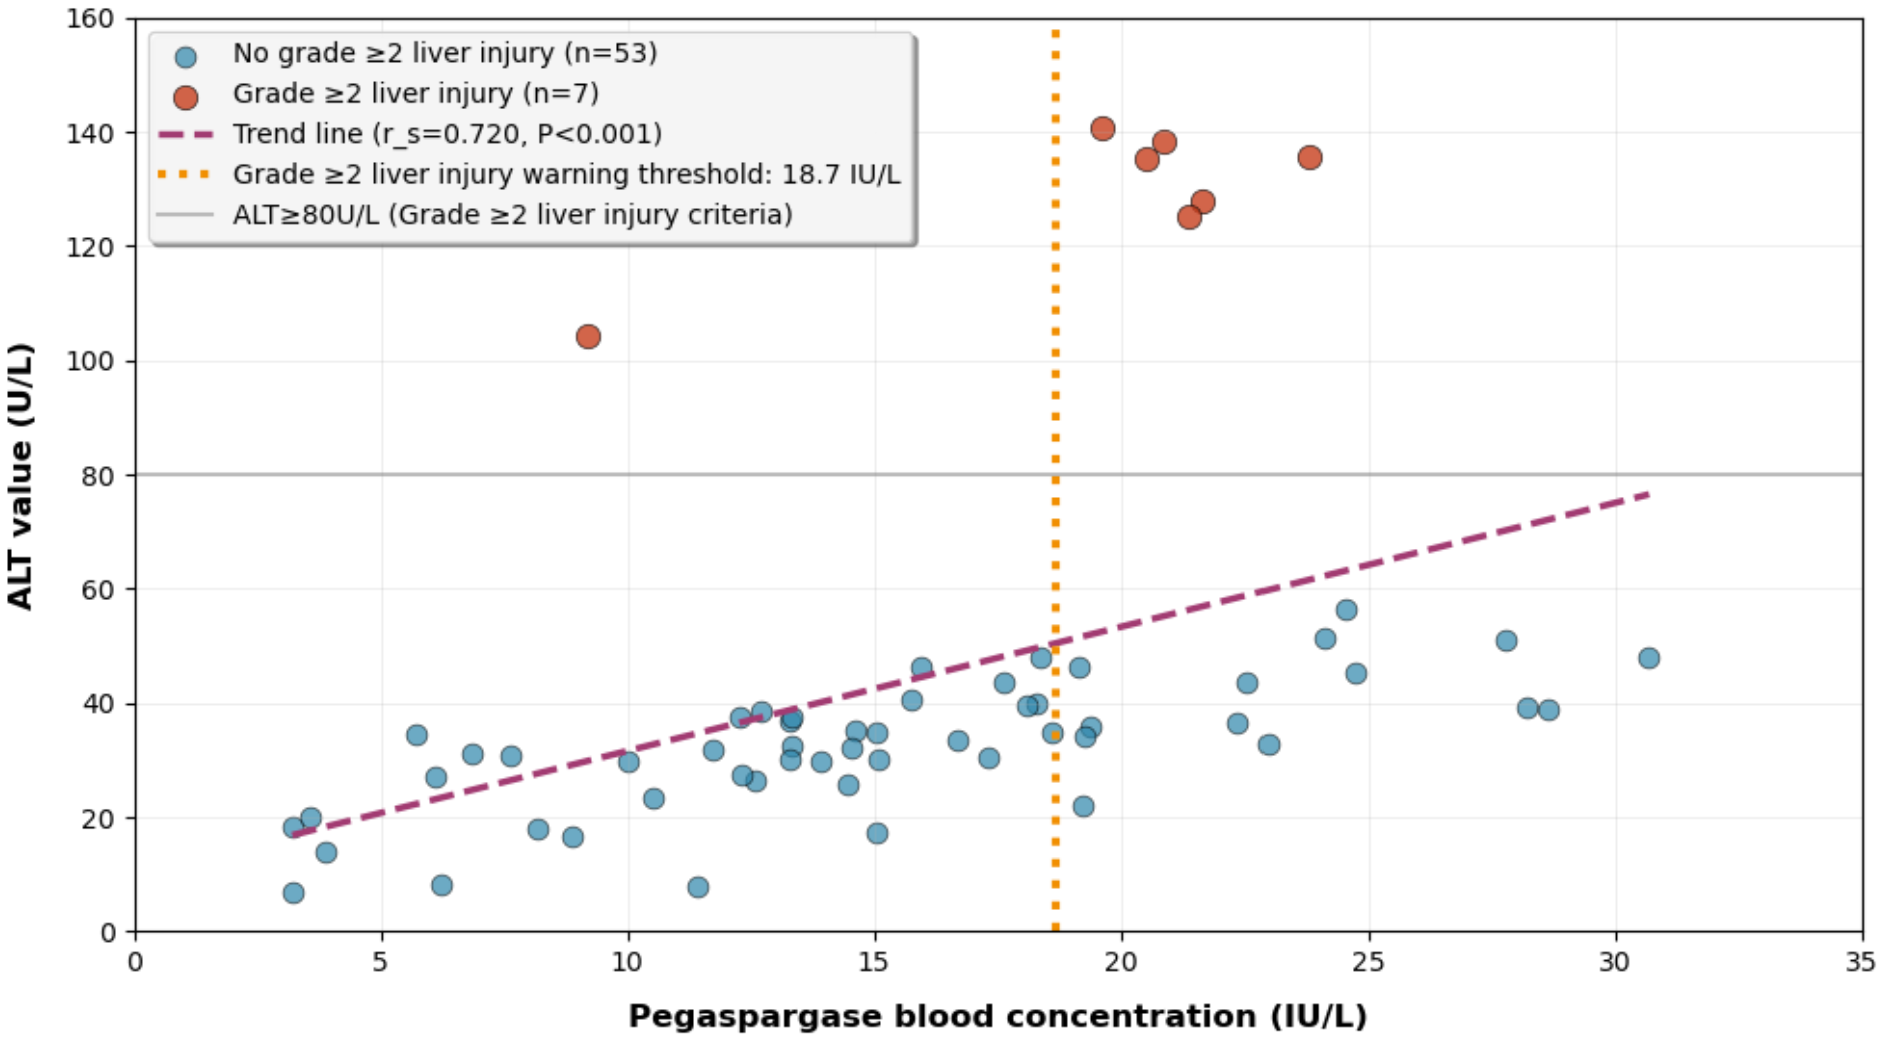 160
140
120
100
80
60
40
20
0
ALT value (U/L)
No grade ≥2 liver injury (n=53)
Grade ≥2 liver injury (n=7)
Trend line (r_s=0.720, P<0.001)
Grade ≥2 liver injury warning threshold: 18.7 IU/L
ALT≥80U/L (Grade ≥2 liver injury criteria)
0 5 10 15 20 25 30 35
Pegaspargase blood concentration (IU/L)